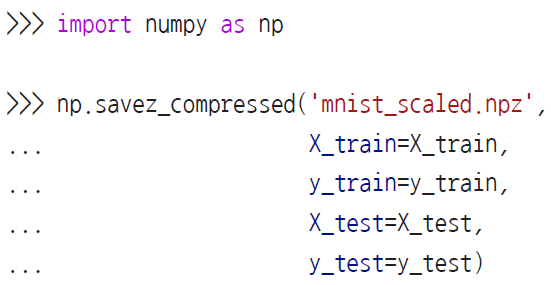 >>> import numpy as np
>>> np.savez_compressed('mnist_scaled.npz',
... X_train=X_train,
... y_train=y_train,
... X_test=X_test,
... y_test=y_test)